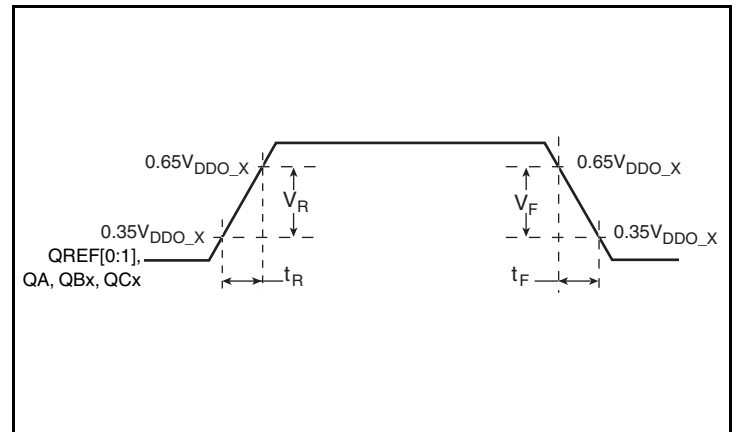 0.65V_DDO_X 0.65V_DDO_X
V_R V_F
0.35V_DDO_X 0.35V_DDO_X
QREF[0:1],
QA, QBx, QCx t_R t_F